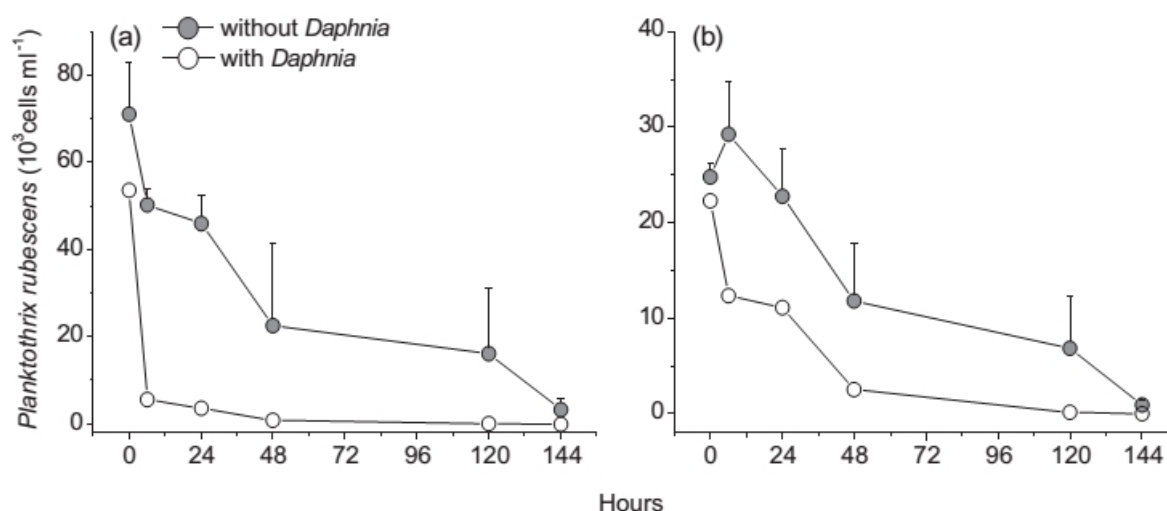 (a)
without Daphnia
with Daphnia
Planktothrix rubescens (10³cells ml⁻¹)
80
60
40
20
0
0 24 48 72 96 120 144
(b)
40
30
20
10
0
0 24 48 72 96 120 144
Hours